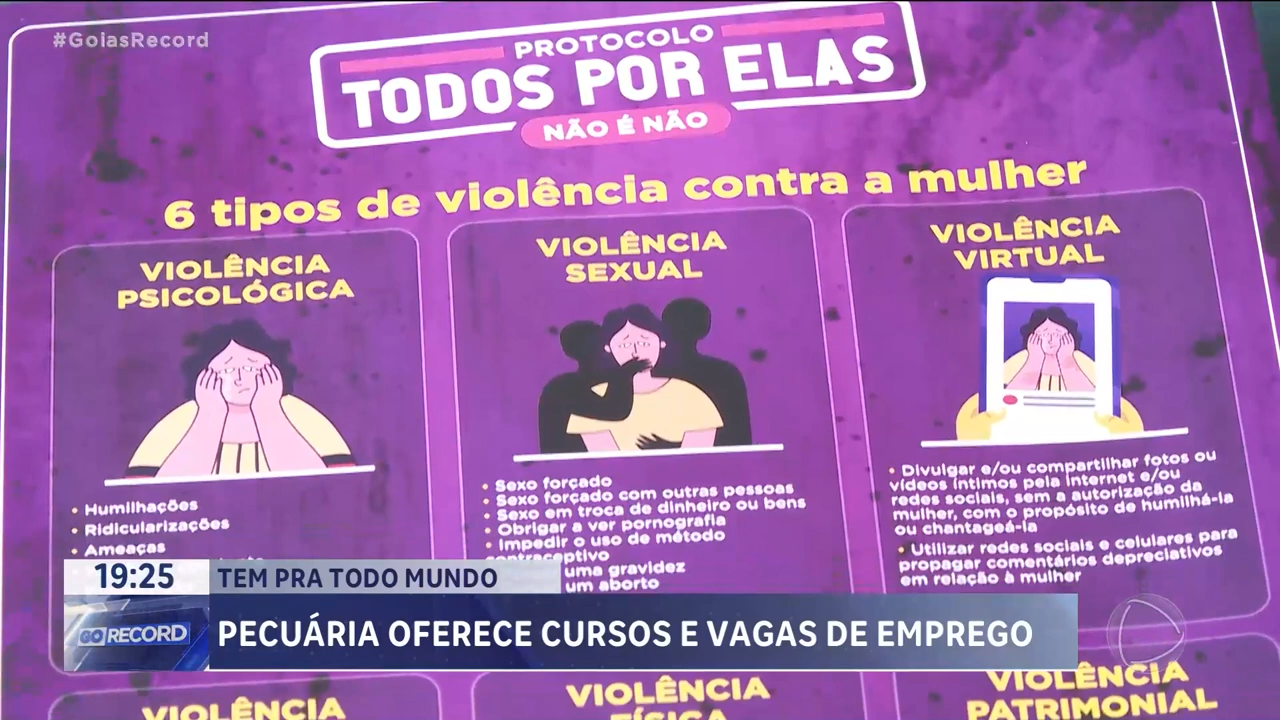 #GoiasRecord
PROTOCOLO
TODOS POR ELAS
NÃO É NÃO
6 tipos de violência contra a mulher
VIOLÊNCIA
PSICOLÓGICA
• Humilhações
• Ridicularizações
• Ameaças
VIOLÊNCIA
SEXUAL
• Sexo forçado
• Sexo forçado com outras pessoas
• Sexo em troca de dinheiro ou bens
• Obrigar a ver pornografia
• Impedir o uso de método
uma gravidez
um aborto
VIOLÊNCIA
VIRTUAL
• Divulgar e/ou compartilhar fotos ou
vídeos íntimos pela internet e/ou
redes sociais, sem a autorização da
mulher, com o propósito de humilhá-la
ou chantageá-la
• Utilizar redes sociais e celulares para
propagar comentários depreciativos
em relação à mulher
19:25
TEM PRA TODO MUNDO
GO RECORD
PECUÁRIA OFERECE CURSOS E VAGAS DE EMPREGO
VIOLÊNCIA
VIOLÊNCIA
FÍSICA
VIOLÊNCIA
PATRIMONIAL